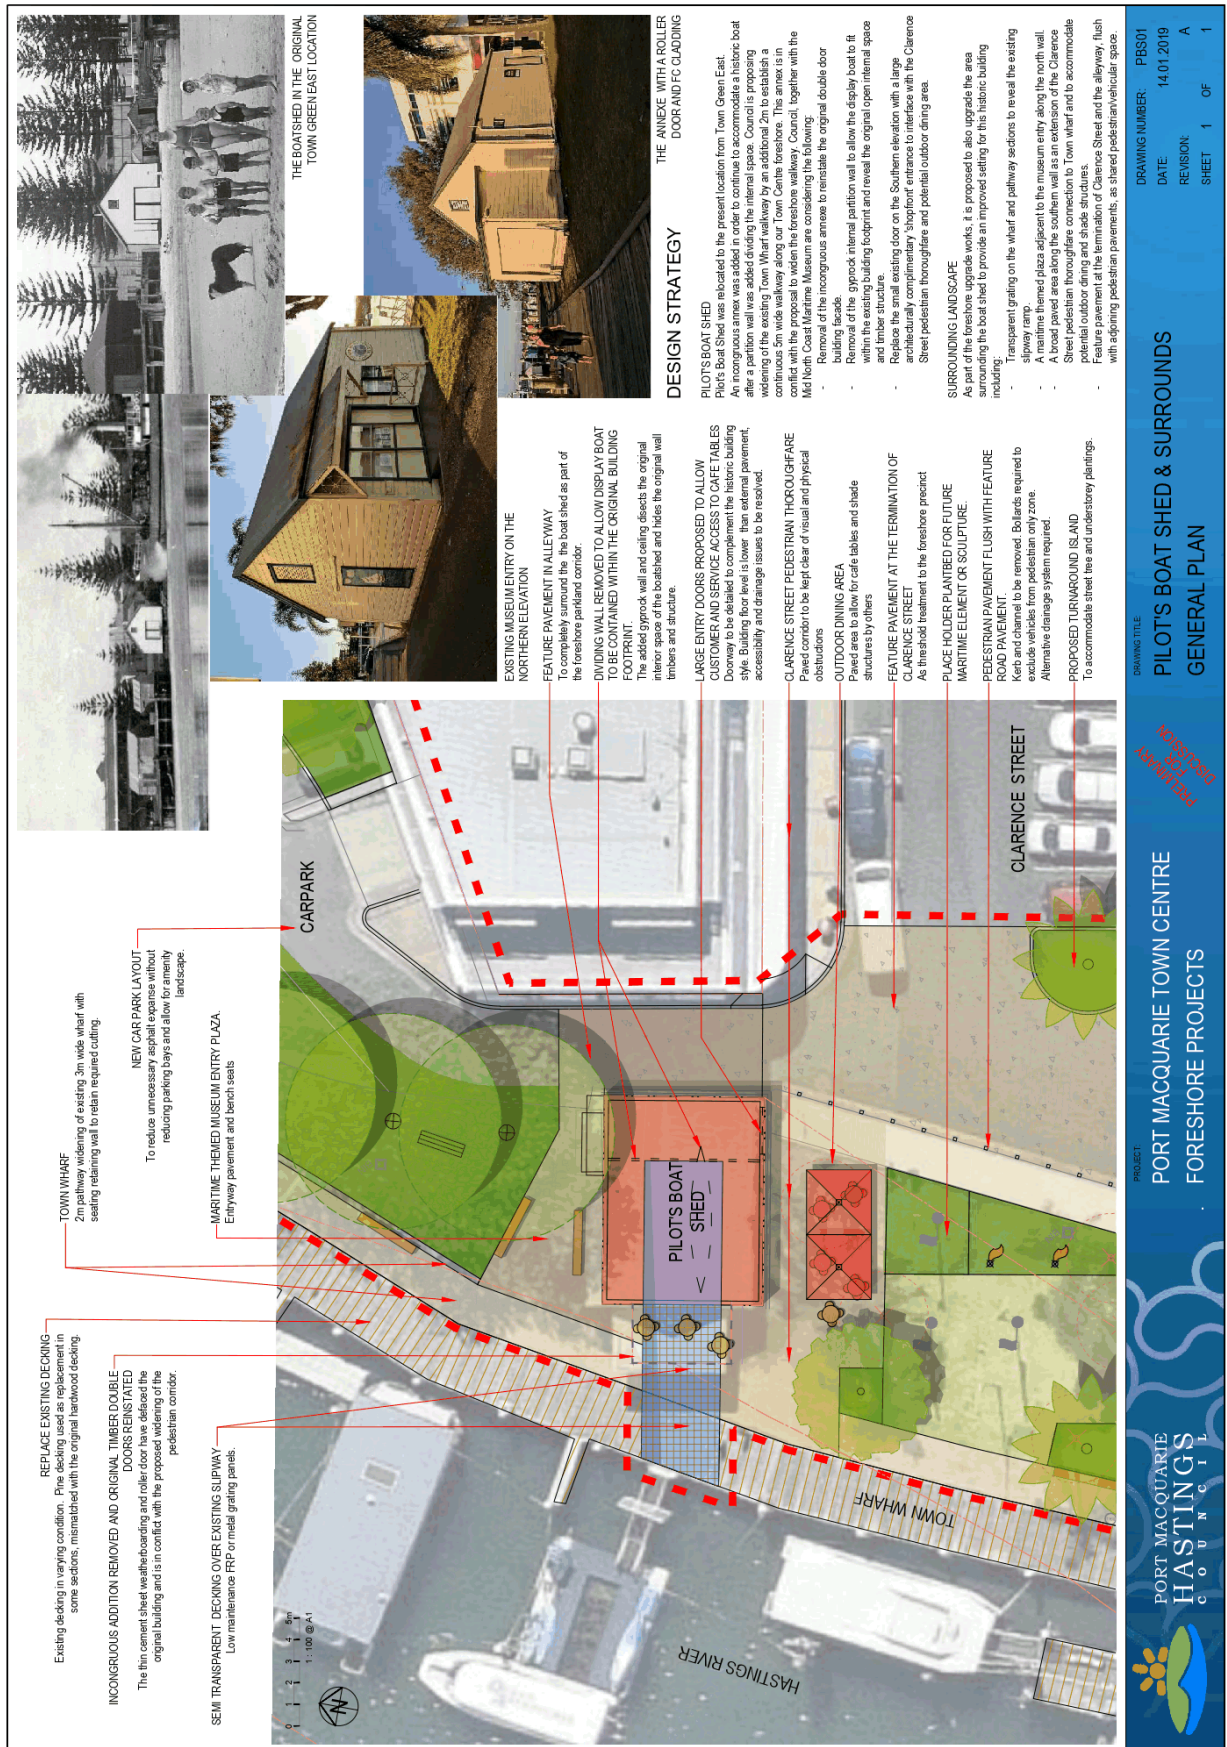 REPLACE EXISTING DECKING
Existing decking in varying condition. Pine decking used as replacement in
some sections, mismatched with the original hardwood decking.
INCONGRUOUS ADDITION REMOVED AND ORIGINAL TIMBER DOUBLE
DOORS REINSTATED
The thin cement sheet weatherboarding and roller door have defaced the
original building and is in conflict with the proposed widening of the
pedestrian corridor.
SEMI TRANSPARENT DECKING OVER EXISTING SLIPWAY
Low maintenance FRP or metal grating panels.
TOWN WHARF
2m pathway widening of existing 3m wide wharf with
seating retaining wall to retain required cutting.
NEW CAR PARK LAYOUT
To reduce unnecessary asphalt expanse without
reducing parking bays and allow for amenity
landscape.
MARITIME THEMED MUSEUM ENTRY PLAZA.
Entryway pavement and bench seats
THE BOATSHED IN THE ORIGINAL
TOWN GREEN EAST LOCATION
THE ANNEXE WITH A ROLLER
DOOR AND FC CLADDING
0 1 2 3 4 5m
1 : 100 @ A1
N
CARPARK
PILOT'S BOAT
SHED
TOWN WHARF
HASTINGS RIVER
CLARENCE STREET
EXISTING MUSEUM ENTRY ON THE
NORTHERN ELEVATION
FEATURE PAVEMENT IN ALLEYWAY
To completely surround the the boat shed as part of
the foreshore parkland corridor.
DIVIDING WALL REMOVED TO ALLOW DISPLAY BOAT
TO BE CONTAINED WITHIN THE ORIGINAL BUILDING
FOOTPRINT.
The added gyprock wall and ceiling disects the original
interior space of the boatshed and hides the original wall
timbers and structure.
LARGE ENTRY DOORS PROPOSED TO ALLOW
CUSTOMER AND SERVICE ACCESS TO CAFE TABLES
Doorway to be detailed to complement the historic building
style. Building floor level is lower than external pavement,
accessibility and drainage issues to be resolved.
CLARENCE STREET PEDESTRIAN THOROUGHFARE
Paved corridor to be kept clear of visual and physical
obstructions
OUTDOOR DINING AREA
Paved area to allow for cafe tables and shade
structures by others
FEATURE PAVEMENT AT THE TERMINATION OF
CLARENCE STREET
As threshold treatment to the foreshore precinct
PLACE HOLDER PLANTBED FOR FUTURE
MARITIME ELEMENT OR SCULPTURE.
PEDESTRIAN PAVEMENT FLUSH WITH FEATURE
ROAD PAVEMENT.
Kerb and channel to be removed. Bollards required to
exclude vehicles from pedestrian only zone.
Alternative drainage system required.
PROPOSED TURNAROUND ISLAND
To accommodate street tree and understorey plantings.
DESIGN STRATEGY
PILOT'S BOAT SHED
Pilot's Boat Shed was relocated to the present location from Town Green East.
An incongruous annex was added in order to continue to accommodate a historic boat
after a partition wall was added dividing the internal space. Council is proposing
widening of the existing Town Wharf walkway by an additional 2m to establish a
continuous 5m wide walkway along our Town Centre foreshore. This annex is in
conflict with the proposal to widen the foreshore walkway. Council, together with the
Mid North Coast Maritime Museum are considering the following:
- Removal of the incongruous annexe to reinstate the original double door
building facade.
- Removal of the gyprock internal partition wall to allow the display boat to fit
within the existing building footprint and reveal the original open internal space
and timber structure.
- Replace the small existing door on the Southern elevation with a large
architecturally complimentary 'shopfront' entrance to interface with the Clarence
Street pedestrian thoroughfare and potential outdoor dining area.
SURROUNDING LANDSCAPE
As part of the foreshore upgrade works, it is proposed to also upgrade the area
surrounding the boat shed to provide an improved setting for this historic building
including:
- Transparent grating on the wharf and pathway sections to reveal the existing
slipway ramp.
- A maritime themed plaza adjacent to the museum entry along the north wall.
- A broad paved area along the southern wall as an extension of the Clarence
Street pedestrian thoroughfare connection to Town wharf and to accommodate
potential outdoor dining and shade structures.
- Feature pavement at the termination of Clarence Street and the alleyway, flush
with adjoining pedestrian pavements, as shared pedestrian/vehicular space.
PORT MACQUARIE
HASTINGS
COUNCIL
PROJECT:
PORT MACQUARIE TOWN CENTRE
FORESHORE PROJECTS
PRELIMINARY
FOR
DISCUSSION
DRAWING TITLE:
PILOT'S BOAT SHED & SURROUNDS
GENERAL PLAN
DRAWING NUMBER: PBS01
DATE: 14.01.2019
REVISION: A
SHEET 1 OF 1